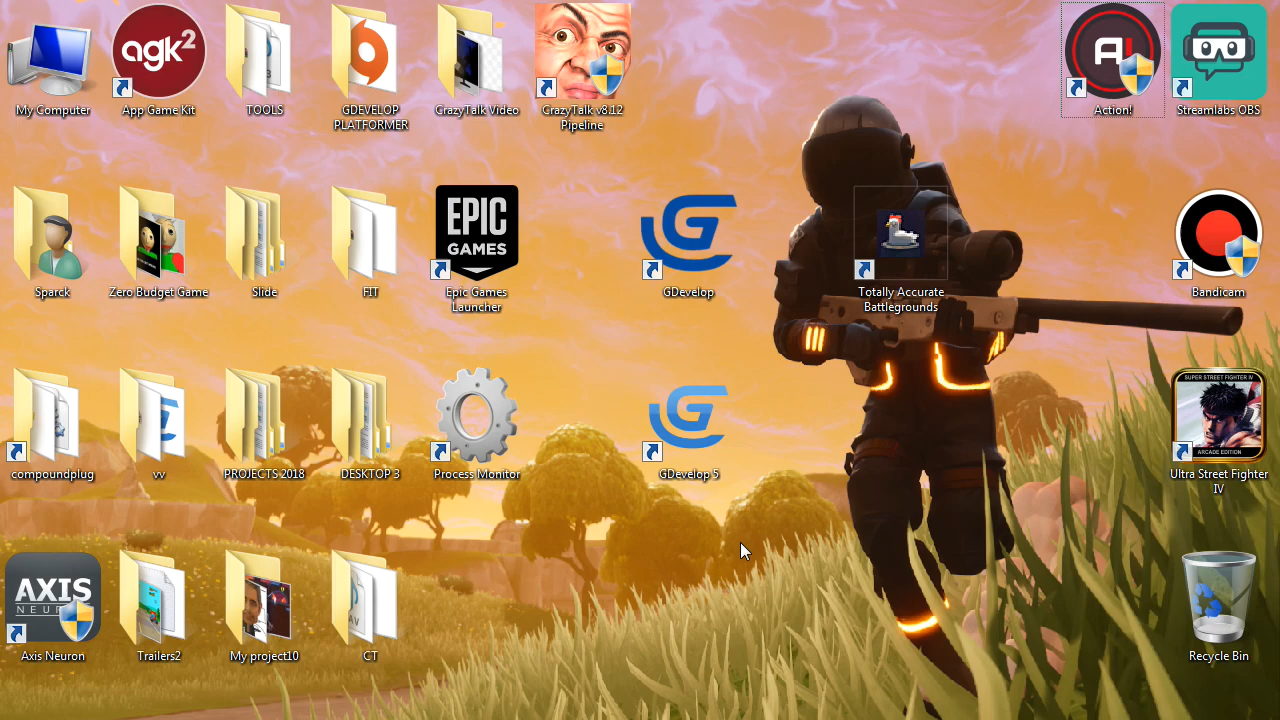 agk2
A!
My Computer
App Game Kit
TOOLS
GDEVELOP
PLATFORMER
CrazyTalk Video
CrazyTalk v8.12
Pipeline
Action!
Streamlabs OBS
EPIC
GAMES
Sparck
Zero Budget Game
Slide
FIT
Epic Games
Launcher
GDevelop
Totally Accurate
Battlegrounds
Bandicam
SUPER STREET FIGHTER IV
ARCADE EDITION
compoundplug
vv
PROJECTS 2018
DESKTOP 3
Process Monitor
GDevelop 5
Ultra Street Fighter
IV
AXIS
NEU
AV
Axis Neuron
Trailers2
My project10
CT
Recycle Bin